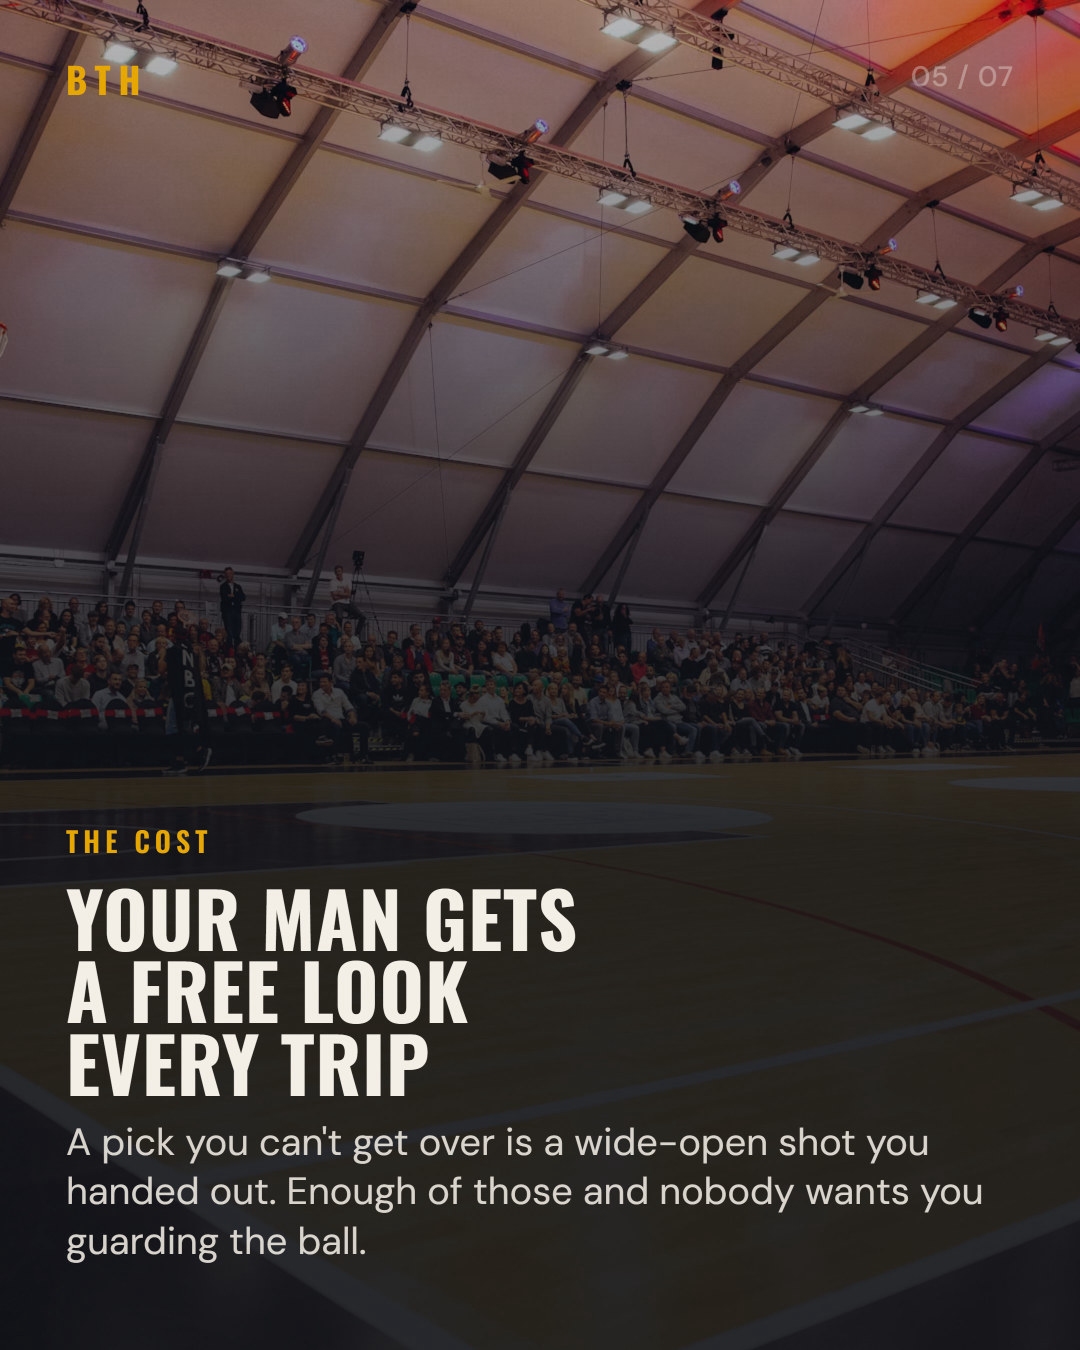 BTH
05 / 07
NBC
THE COST
YOUR MAN GETS
A FREE LOOK
EVERY TRIP
A pick you can't get over is a wide-open shot you
handed out. Enough of those and nobody wants you
guarding the ball.